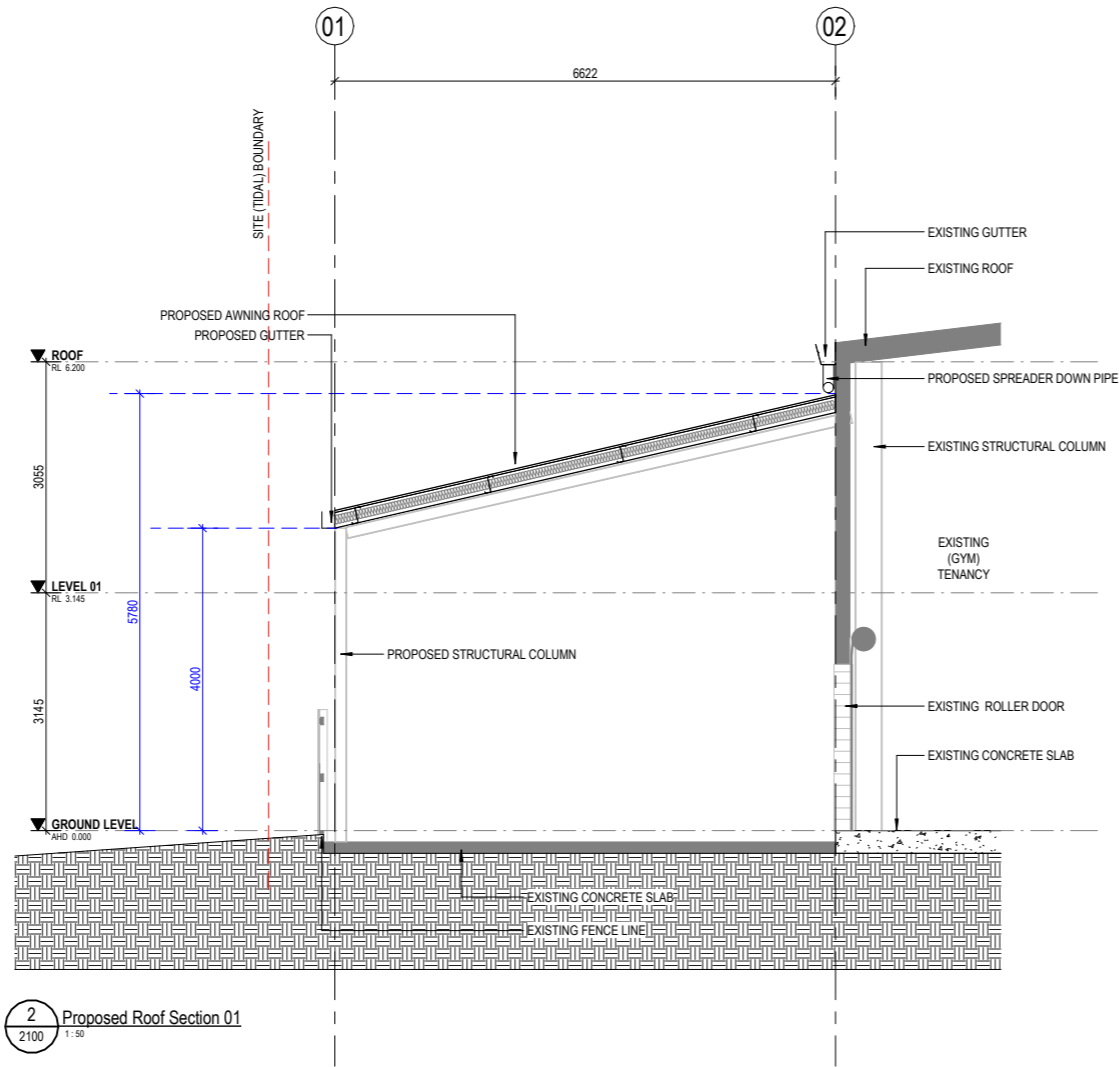 01
02
6622
SITE (TIDAL) BOUNDARY
EXISTING GUTTER
EXISTING ROOF
PROPOSED AWNING ROOF
PROPOSED GUTTER
ROOF
RL 6.200
PROPOSED SPREADER DOWN PIPE
EXISTING STRUCTURAL COLUMN
3055
EXISTING
(GYM)
TENANCY
LEVEL 01
RL 3.145
5780
4000
PROPOSED STRUCTURAL COLUMN
3145
EXISTING ROLLER DOOR
EXISTING CONCRETE SLAB
GROUND LEVEL
AHD 0.000
EXISTING CONCRETE SLAB
EXISTING FENCE LINE
2
2100
Proposed Roof Section 01
1 : 50